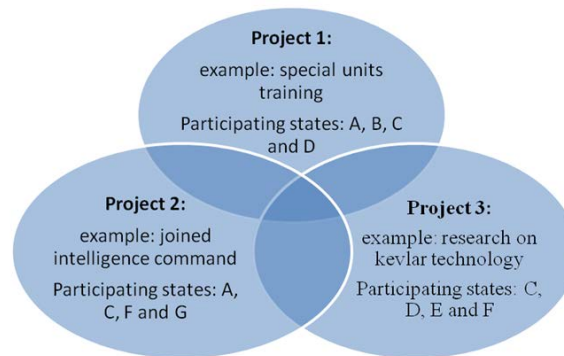 Project 1:
example: special units
training
Participating states: A, B, C
and D
Project 2:
example: joined
intelligence command
Participating states: A,
C, F and G
Project 3:
example: research on
kevlar technology
Participating states: C,
D, E and F